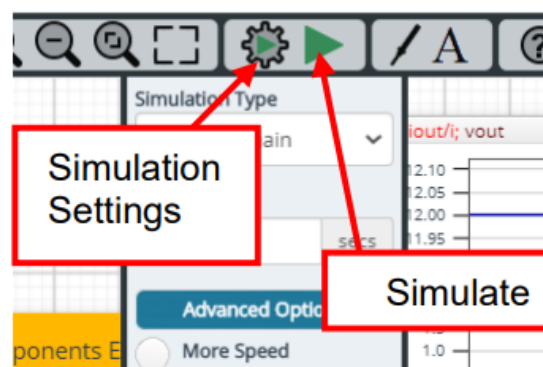 A
Simulation Type
ain
iout/i; vout
Simulation
Settings
secs
12.10
12.05
12.00
11.95
Simulate
Advanced Optio
ponents E
More Speed
1.0